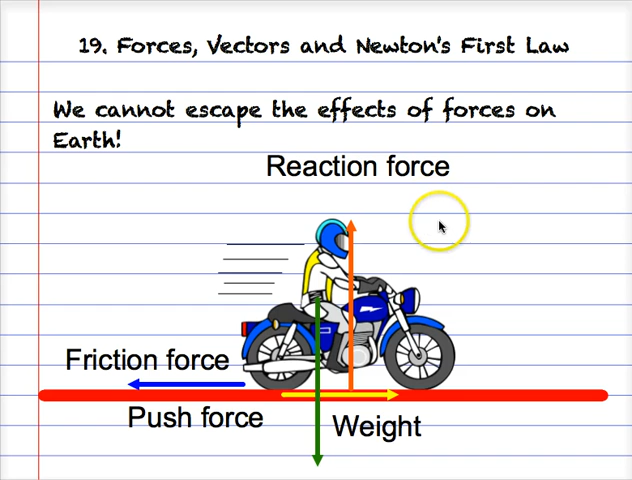 19. Forces, Vectors and Newton's First Law
We cannot escape the effects of forces on
Earth!
Reaction force
Friction force
Push force
Weight